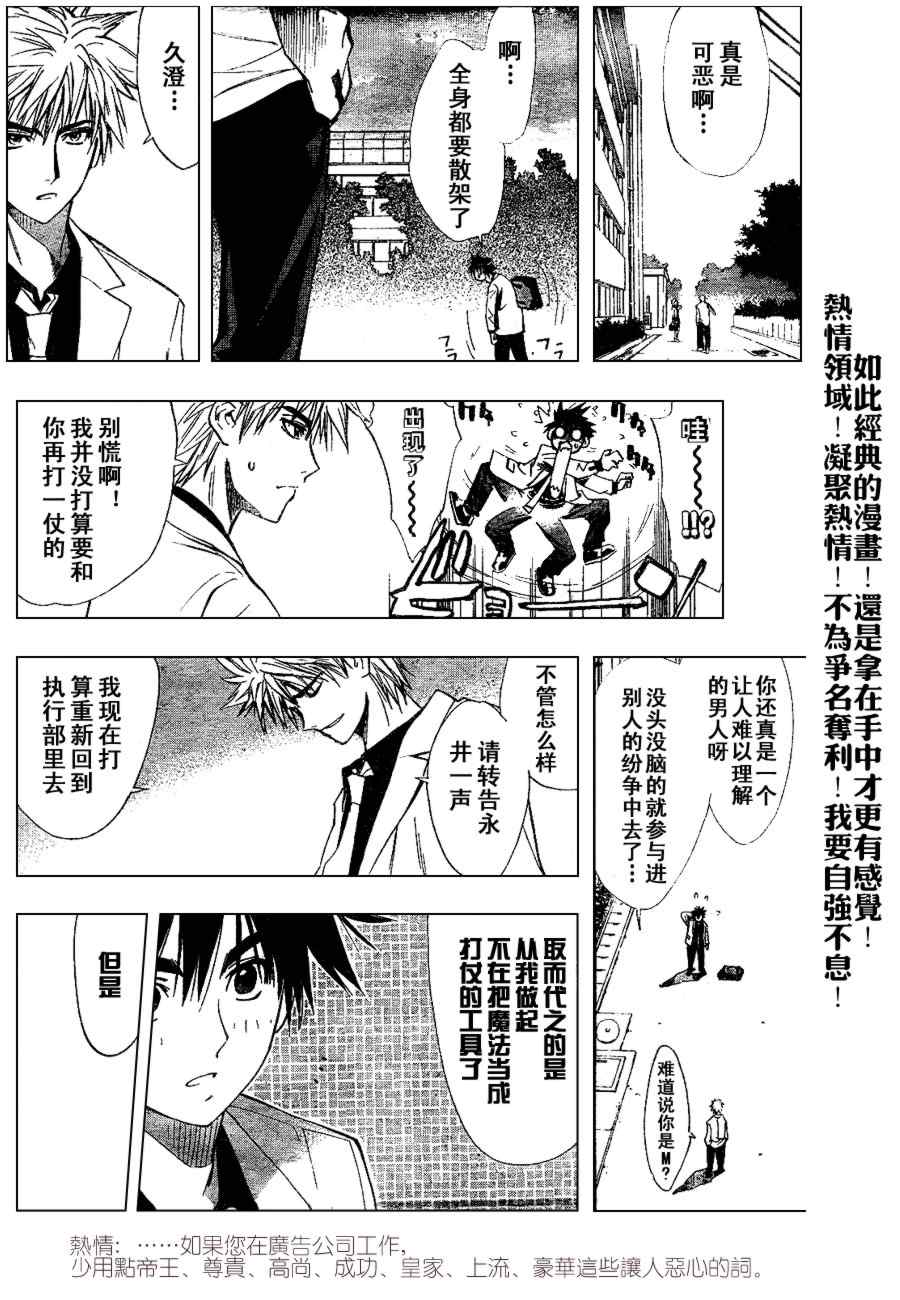 真是
可恶啊…
啊…
全身都要散架了
フラ
フラ
久澄…
哇~~!!?
出现了~~
别慌啊！
我并没打算要和
你再打一仗的
你还真是一个
让人难以理解
的男人呀
没头没脑的就参与进
别人的纷争中去了…
难道说你是M?
不管怎么样
请转告永
井一声
我现在打
算重新回到
执行部里去
取而代之的是
从我做起
不在把魔法当成
打仗的工具了
但是
如此經典的漫畫！還是拿在手中才更有感覺！
熱情領域！凝聚熱情！不為爭名奪利！我要自強不息！
熱情：……如果您在廣告公司工作,
少用點帝王、尊貴、高尚、成功、皇家、上流、豪華這些讓人惡心的詞。